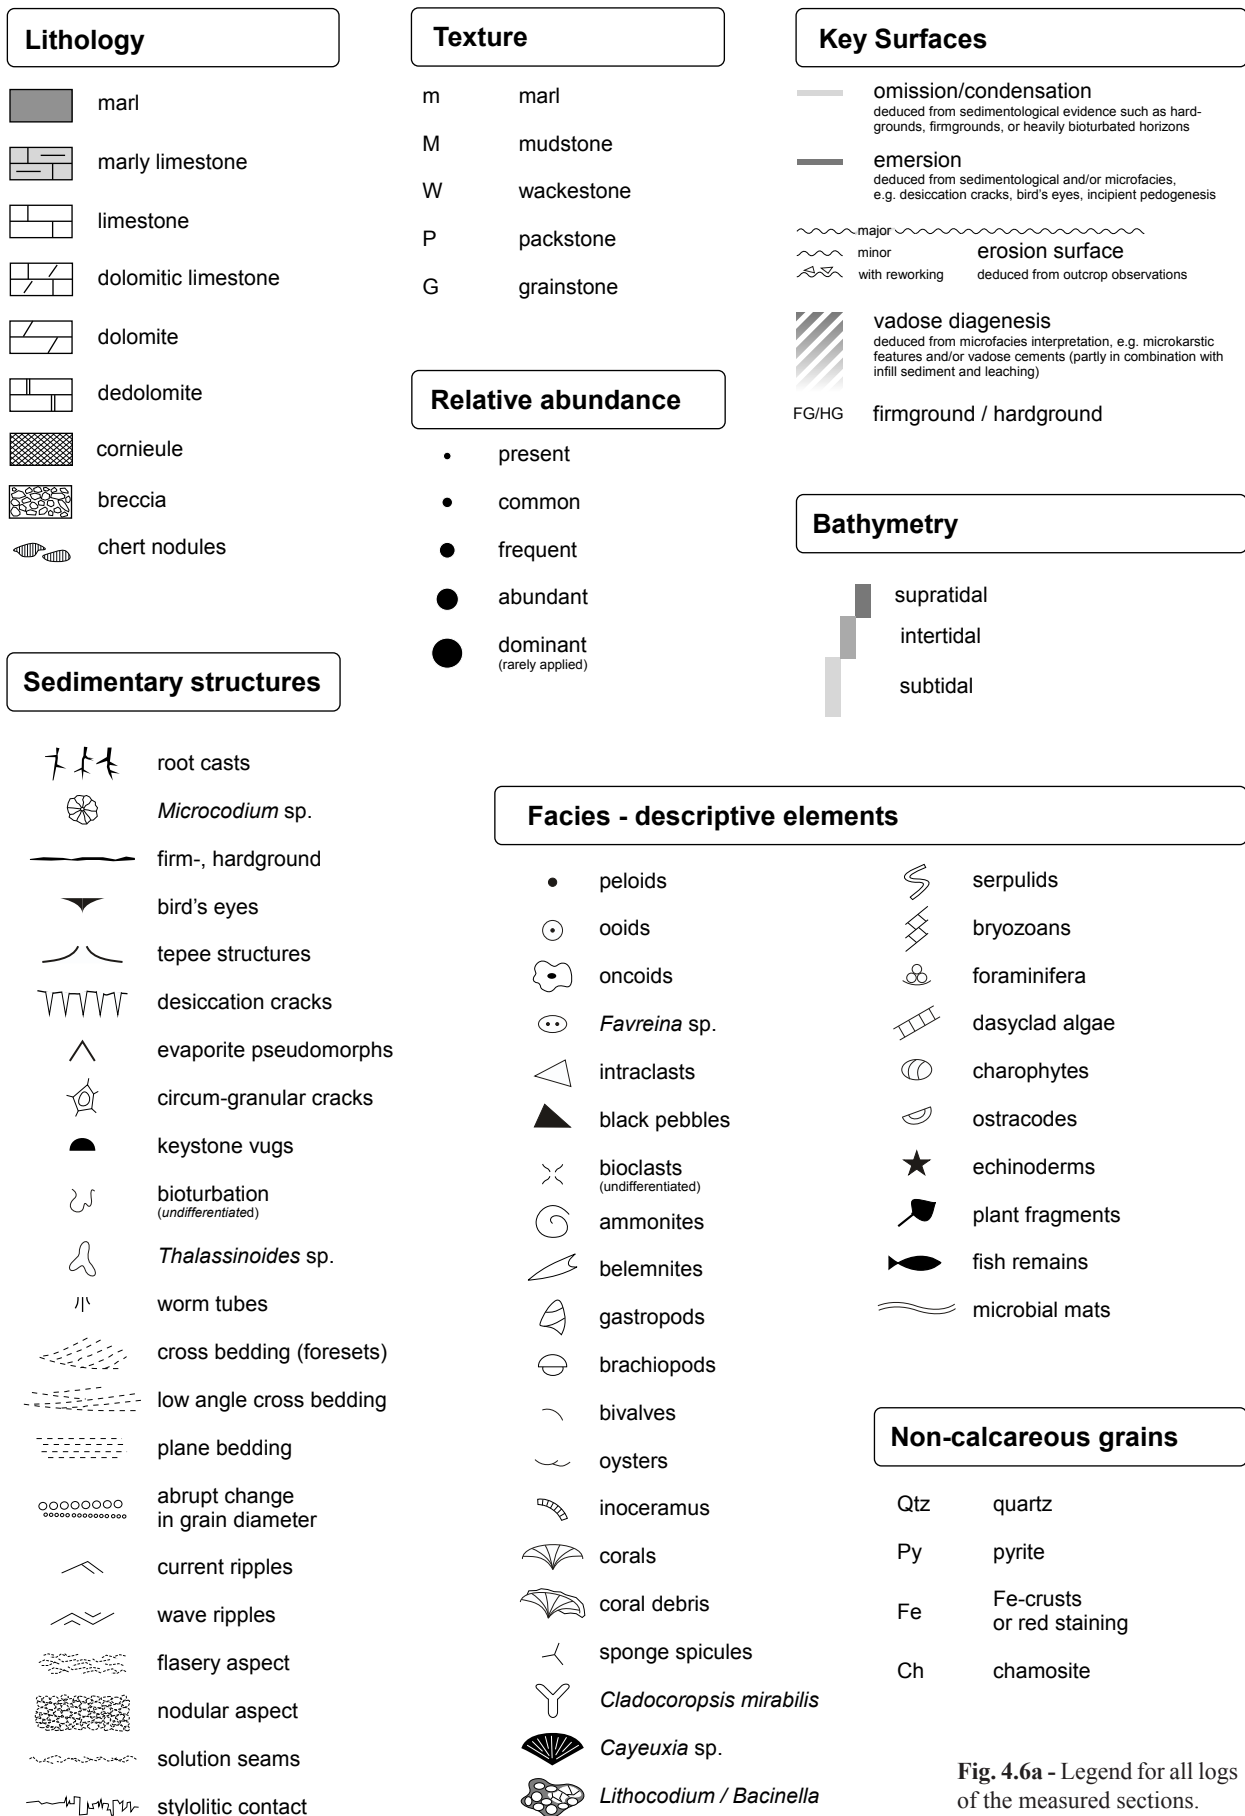 Lithology
marl
marly limestone
limestone
dolomitic limestone
dolomite
dedolomite
cornieule
breccia
chert nodules
Texture
m marl
M mudstone
W wackestone
P packstone
G grainstone
Relative abundance
present
common
frequent
abundant
dominant
(rarely applied)
Key Surfaces
omission/condensation
deduced from sedimentological evidence such as hard-
grounds, firmgrounds, or heavily bioturbated horizons
emersion
deduced from sedimentological and/or microfacies,
e.g. desiccation cracks, bird's eyes, incipient pedogenesis
major
minor erosion surface
with reworking deduced from outcrop observations
vadose diagenesis
deduced from microfacies interpretation, e.g. microkarstic
features and/or vadose cements (partly in combination with
infill sediment and leaching)
FG/HG firmground / hardground
Bathymetry
supratidal
intertidal
subtidal
Sedimentary structures
root casts
Microcodium sp.
firm-, hardground
bird's eyes
tepee structures
desiccation cracks
evaporite pseudomorphs
circum-granular cracks
keystone vugs
bioturbation
(undifferentiated)
Thalassinoides sp.
worm tubes
cross bedding (foresets)
low angle cross bedding
plane bedding
abrupt change
in grain diameter
current ripples
wave ripples
flasery aspect
nodular aspect
solution seams
stylolitic contact
Facies - descriptive elements
peloids
ooids
oncoids
Favreina sp.
intraclasts
black pebbles
bioclasts
(undifferentiated)
ammonites
belemnites
gastropods
brachiopods
bivalves
oysters
inoceramus
corals
coral debris
sponge spicules
Cladocoropsis mirabilis
Cayeuxia sp.
Lithocodium / Bacinella
serpulids
bryozoans
foraminifera
dasyclad algae
charophytes
ostracodes
echinoderms
plant fragments
fish remains
microbial mats
Non-calcareous grains
Qtz quartz
Py pyrite
Fe Fe-crusts
or red staining
Ch chamosite
Fig. 4.6a - Legend for all logs
of the measured sections.